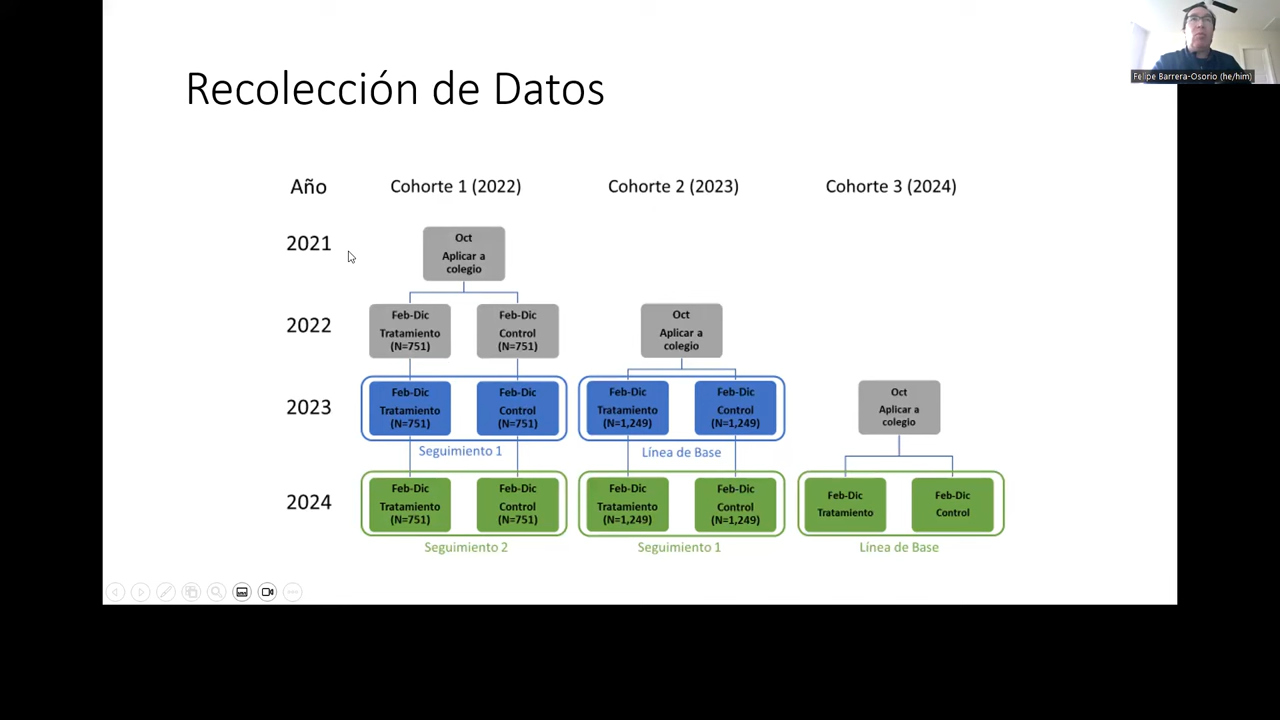 Felipe Barrera-Osorio (he/him)
Recolección de Datos
Año
Cohorte 1 (2022)
Cohorte 2 (2023)
Cohorte 3 (2024)
2021
Oct
Aplicar a
colegio
2022
Feb-Dic
Tratamiento
(N=751)
Feb-Dic
Control
(N=751)
Oct
Aplicar a
colegio
2023
Feb-Dic
Tratamiento
(N=751)
Feb-Dic
Control
(N=751)
Feb-Dic
Tratamiento
(N=1,249)
Feb-Dic
Control
(N=1,249)
Oct
Aplicar a
colegio
Seguimiento 1
Línea de Base
2024
Feb-Dic
Tratamiento
(N=751)
Feb-Dic
Control
(N=751)
Feb-Dic
Tratamiento
(N=1,249)
Feb-Dic
Control
(N=1,249)
Feb-Dic
Tratamiento
Feb-Dic
Control
Seguimiento 2
Seguimiento 1
Línea de Base